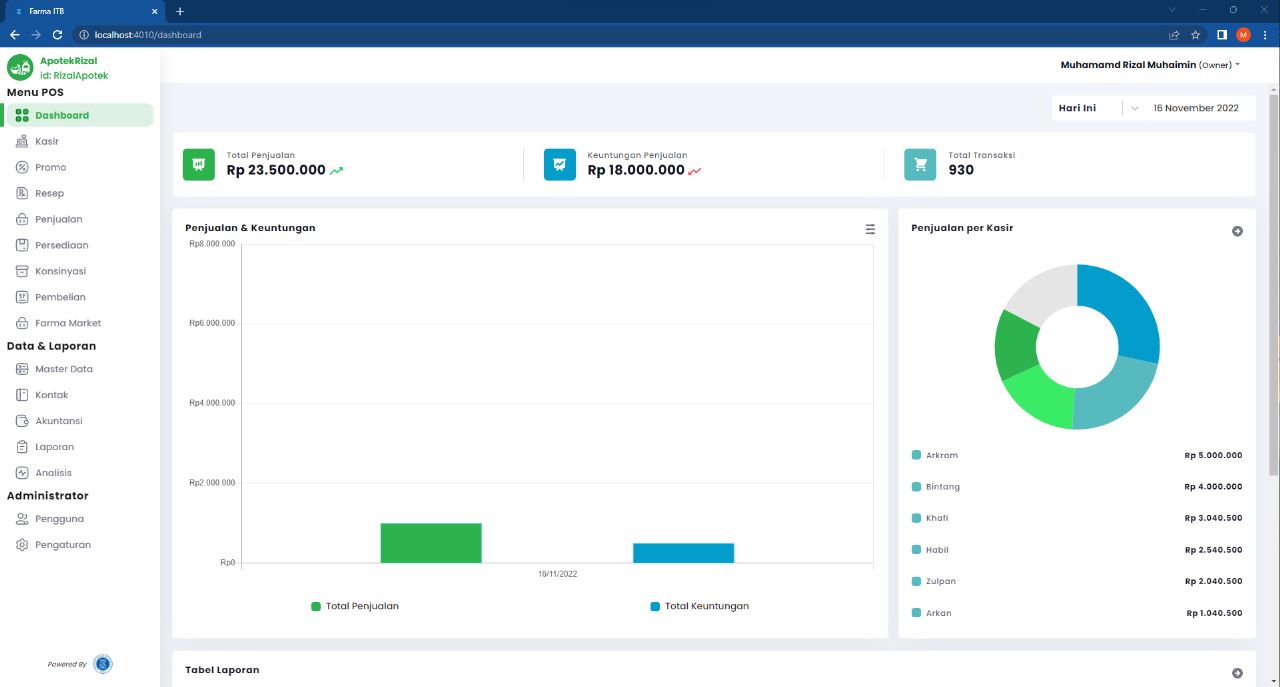 Farma ITB
localhost:4010/dashboard
M
ApotekRizal
id: RizalApotek
Muhamamd Rizal Muhaimin (Owner)
Menu POS
Dashboard
Kasir
Promo
Resep
Penjualan
Persediaan
Konsinyasi
Pembelian
Farma Market
Data & Laporan
Master Data
Kontak
Akuntansi
Laporan
Analisis
Administrator
Pengguna
Pengaturan
Powered By
Hari Ini
16 November 2022
Total Penjualan
Rp 23.500.000
Keuntungan Penjualan
Rp 18.000.000
Total Transaksi
930
Penjualan & Keuntungan
Rp8.000.000
Rp6.000.000
Rp4.000.000
Rp2.000.000
Rp0
16/11/2022
Total Penjualan
Total Keuntungan
Penjualan per Kasir
Arkram Rp 5.000.000
Bintang Rp 4.000.000
Khafi Rp 3.040.500
Habil Rp 2.540.500
Zulpan Rp 2.040.500
Arkan Rp 1.040.500
Tabel Laporan